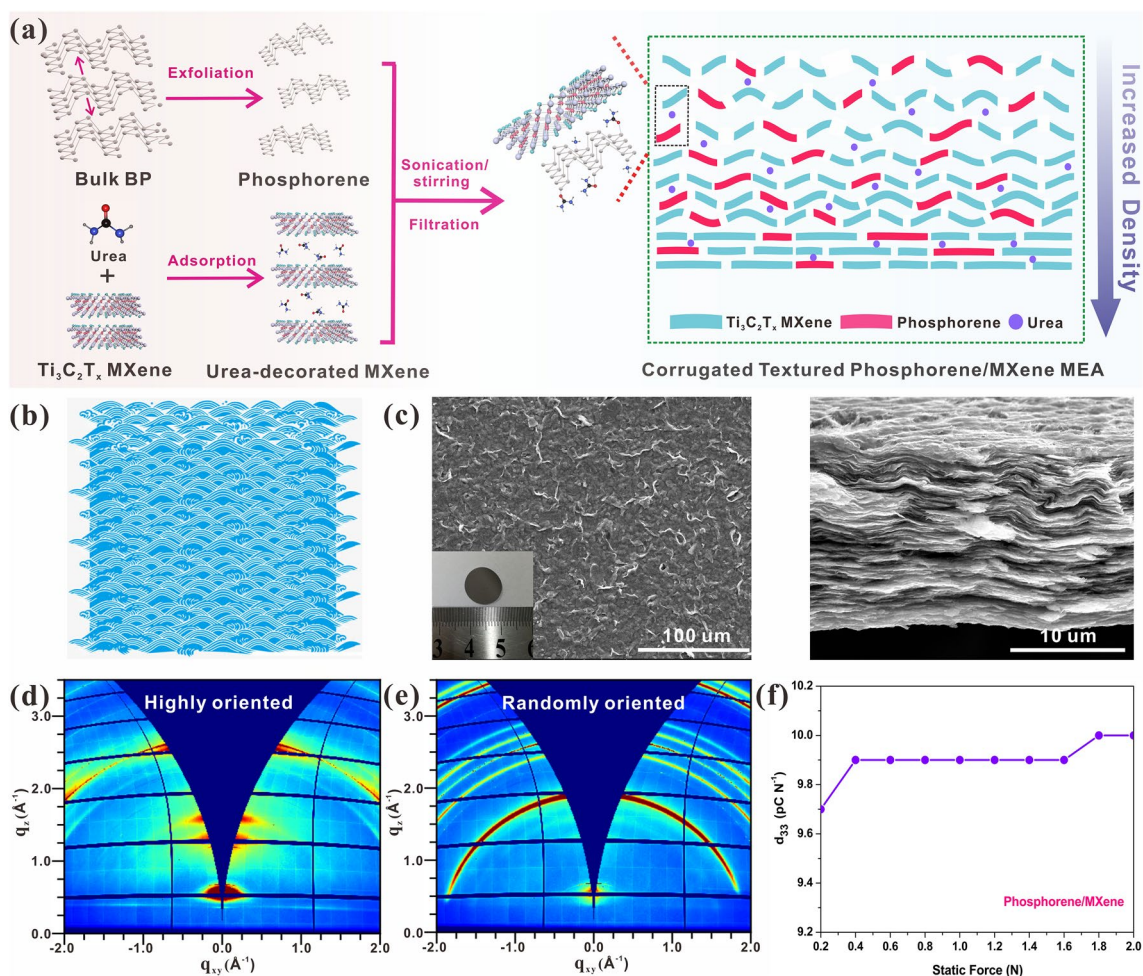 (a)
Exfoliation
Bulk BP
Phosphorene
Urea
+
Adsorption
Ti₃C₂Tₓ MXene
Urea-decorated MXene
Sonication/
stirring
Filtration
Increased Density
Ti₃C₂Tₓ MXene
Phosphorene
Urea
Corrugated Textured Phosphorene/MXene MEA
(b)
(c)
3 4 5 6
100 um
10 um
(d)
Highly oriented
q_z (Å⁻¹)
3.0
2.0
1.0
0.0
-2.0 -1.0 0.0 1.0 2.0
q_xy (Å⁻¹)
(e)
Randomly oriented
q_z (Å⁻¹)
3.0
2.0
1.0
0.0
-2.0 -1.0 0.0 1.0 2.0
q_xy (Å⁻¹)
(f)
d₃₃ (pC N⁻¹)
10.2
10.0
9.8
9.6
9.4
9.2
Phosphorene/MXene
0.2 0.4 0.6 0.8 1.0 1.2 1.4 1.6 1.8 2.0
Static Force (N)